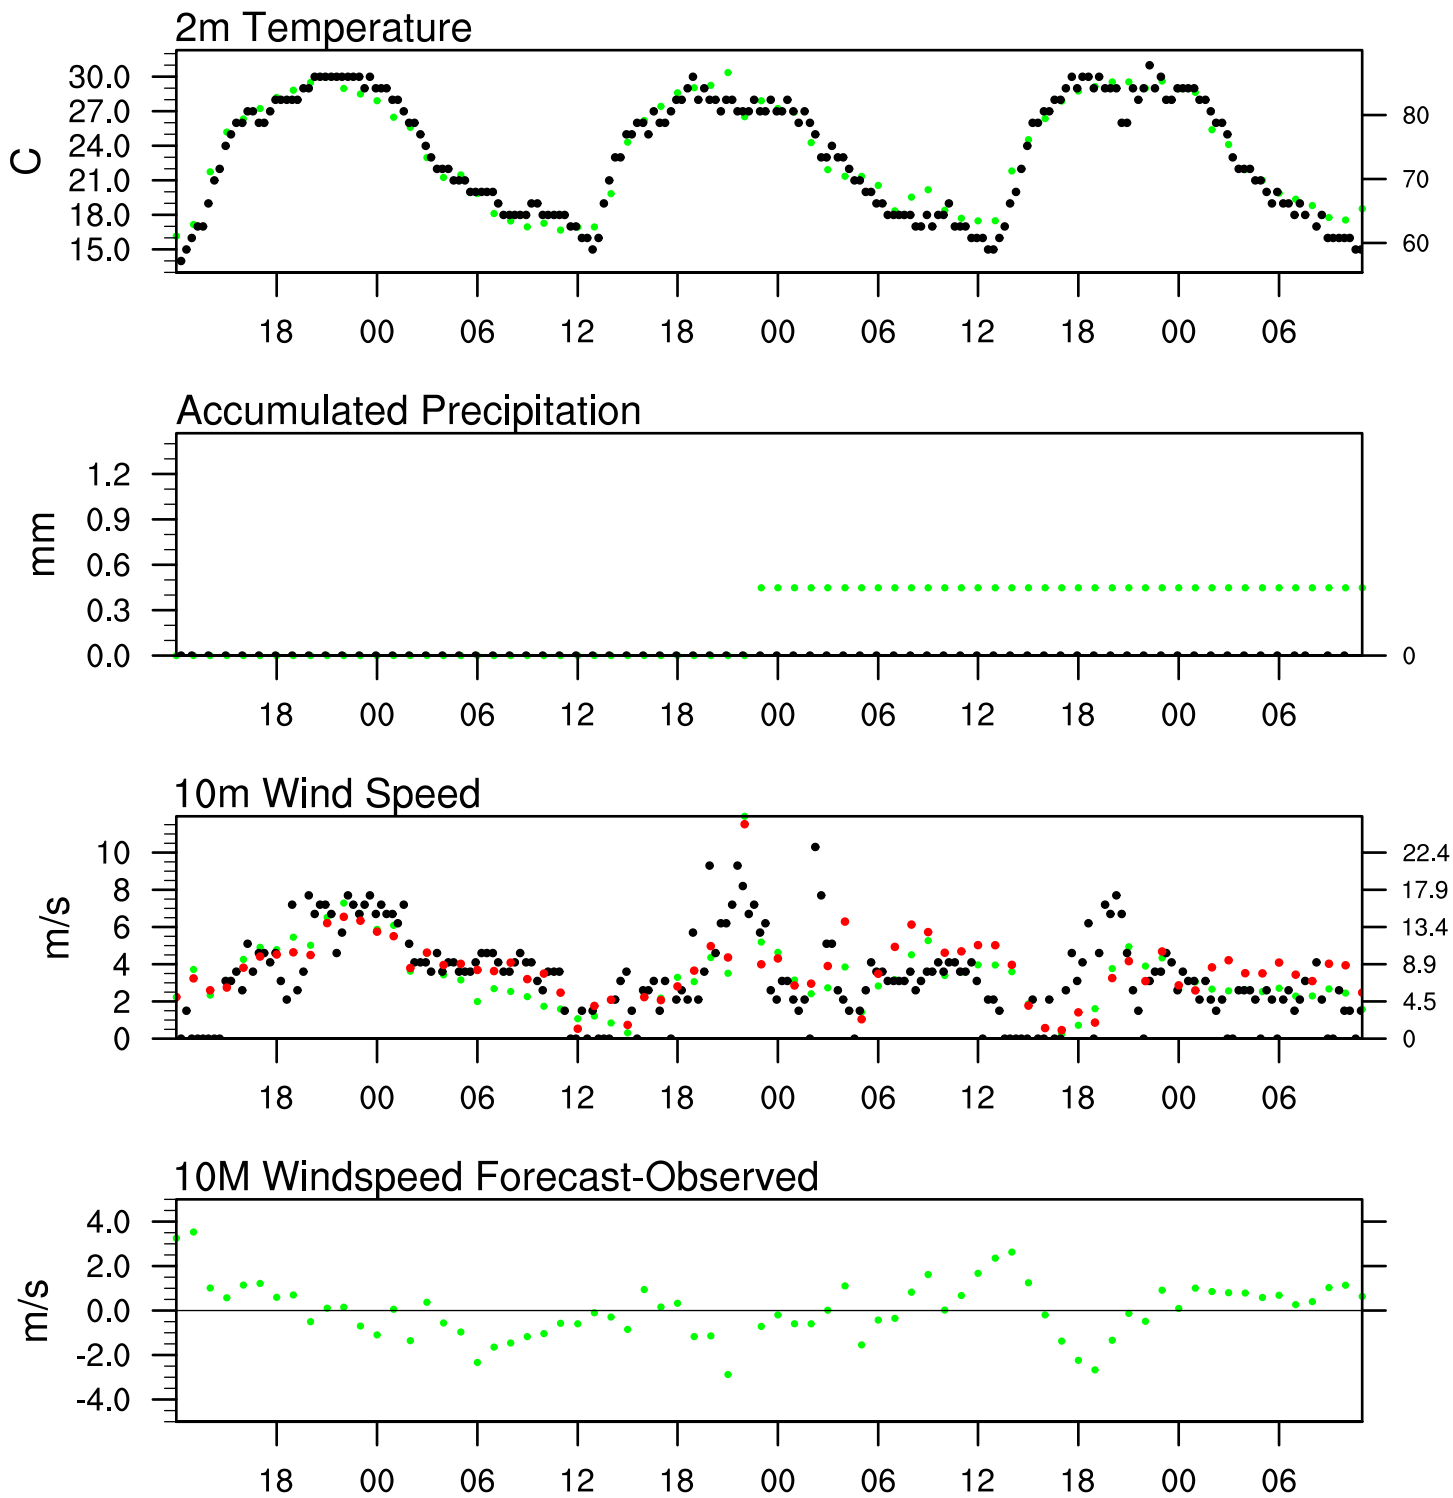 2m Temperature
C
30.0
27.0
24.0
21.0
18.0
15.0
80
70
60
18 00 06 12 18 00 06 12 18 00 06
Accumulated Precipitation
mm
1.2
0.9
0.6
0.3
0.0
0
18 00 06 12 18 00 06 12 18 00 06
10m Wind Speed
m/s
10
8
6
4
2
0
22.4
17.9
13.4
8.9
4.5
0
18 00 06 12 18 00 06 12 18 00 06
10M Windspeed Forecast-Observed
m/s
4.0
2.0
0.0
-2.0
-4.0
18 00 06 12 18 00 06 12 18 00 06